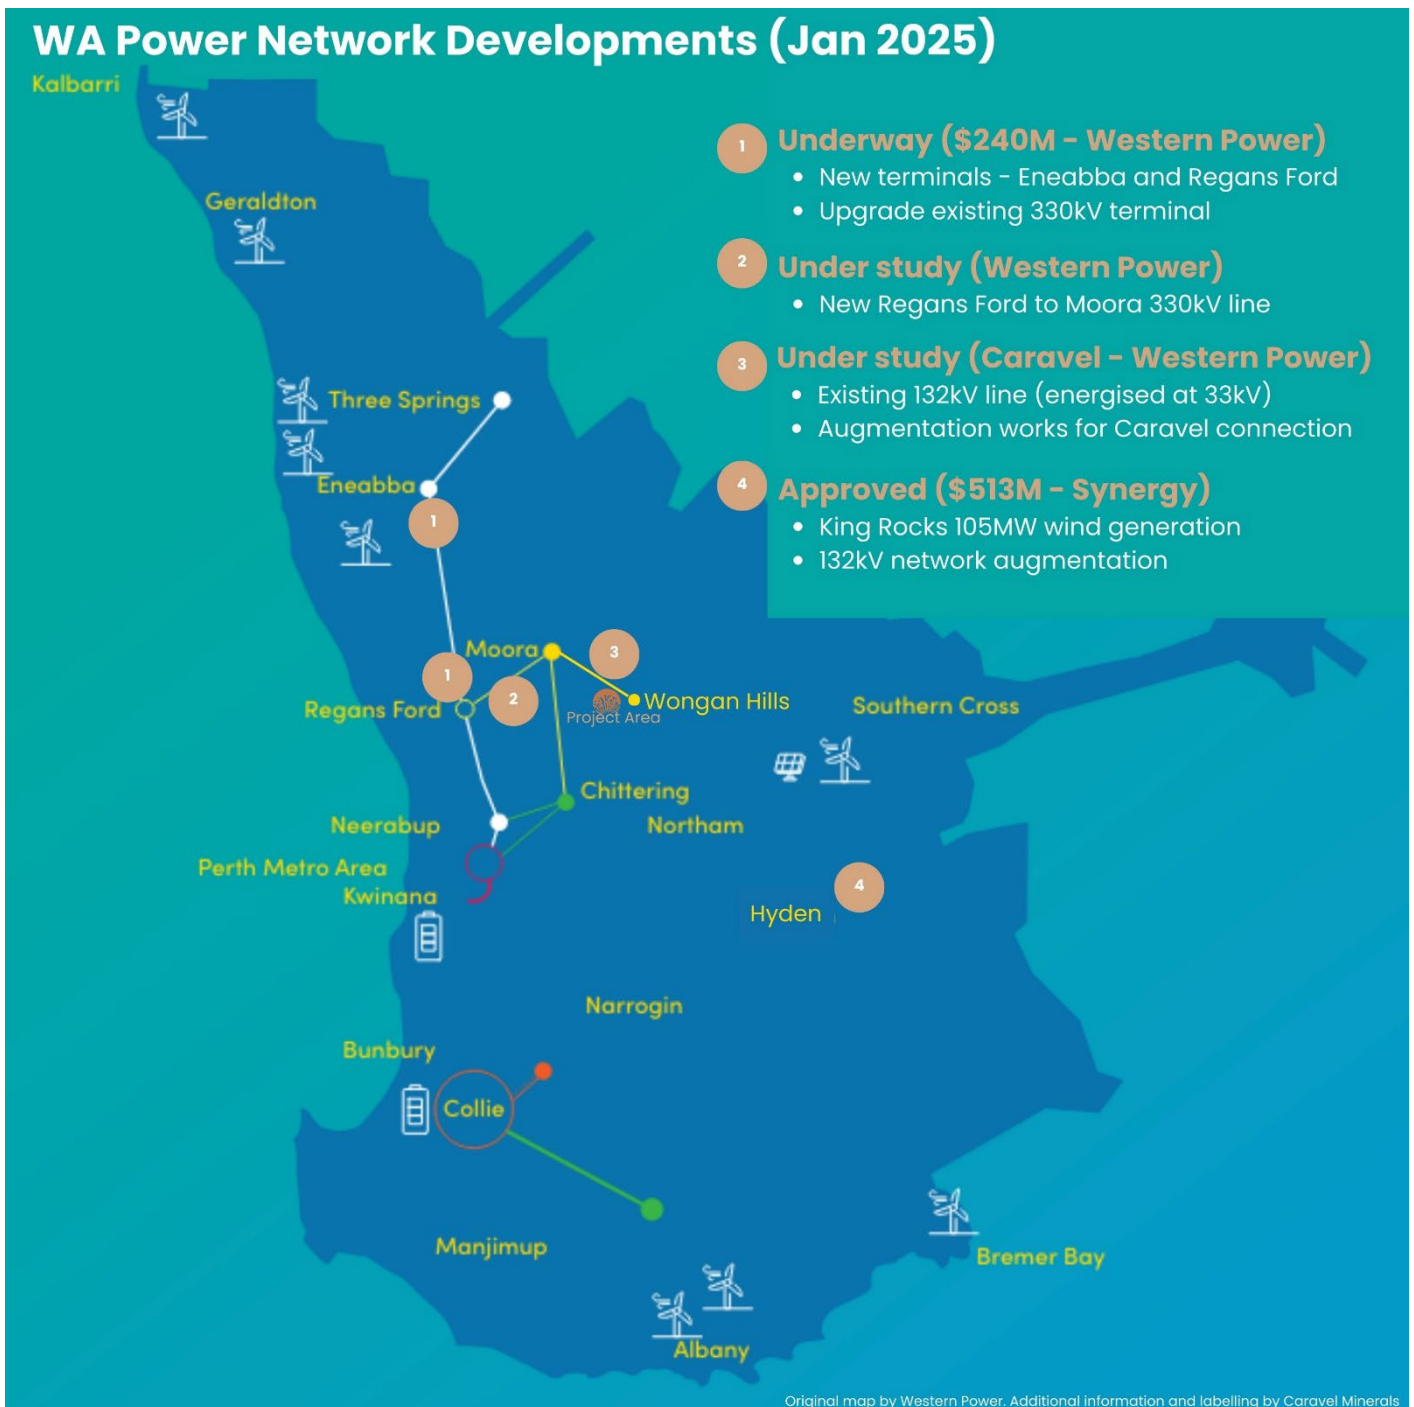 WA Power Network Developments (Jan 2025)
Kalbarri
1 Underway ($240M - Western Power)
• New terminals - Eneabba and Regans Ford
• Upgrade existing 330kV terminal
2 Under study (Western Power)
• New Regans Ford to Moora 330kV line
3 Under study (Caravel - Western Power)
• Existing 132kV line (energised at 33kV)
• Augmentation works for Caravel connection
4 Approved ($513M - Synergy)
• King Rocks 105MW wind generation
• 132kV network augmentation
Geraldton
Three Springs
Eneabba
1
Moora
3
1
2
Wongan Hills
Regans Ford
Project Area
Southern Cross
Chittering
Neerabup
Northam
Perth Metro Area
Kwinana
4
Hyden
Narrogin
Bunbury
Collie
Manjimup
Bremer Bay
Albany
Original map by Western Power. Additional information and labelling by Caravel Minerals